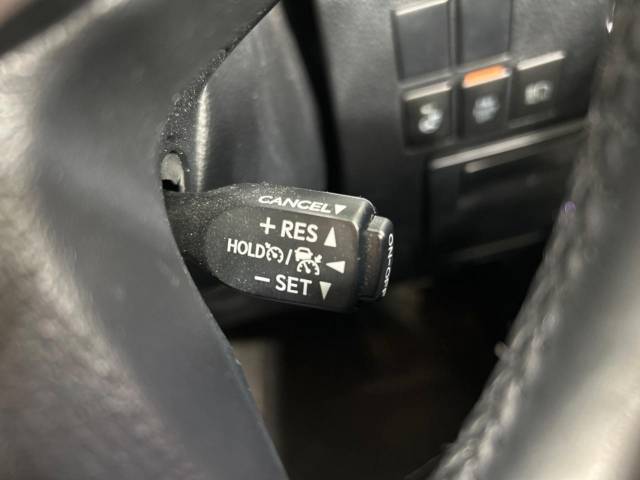 CANCEL▼
+ RES ▲
HOLD / ◀
− SET ▼
ON-OFF